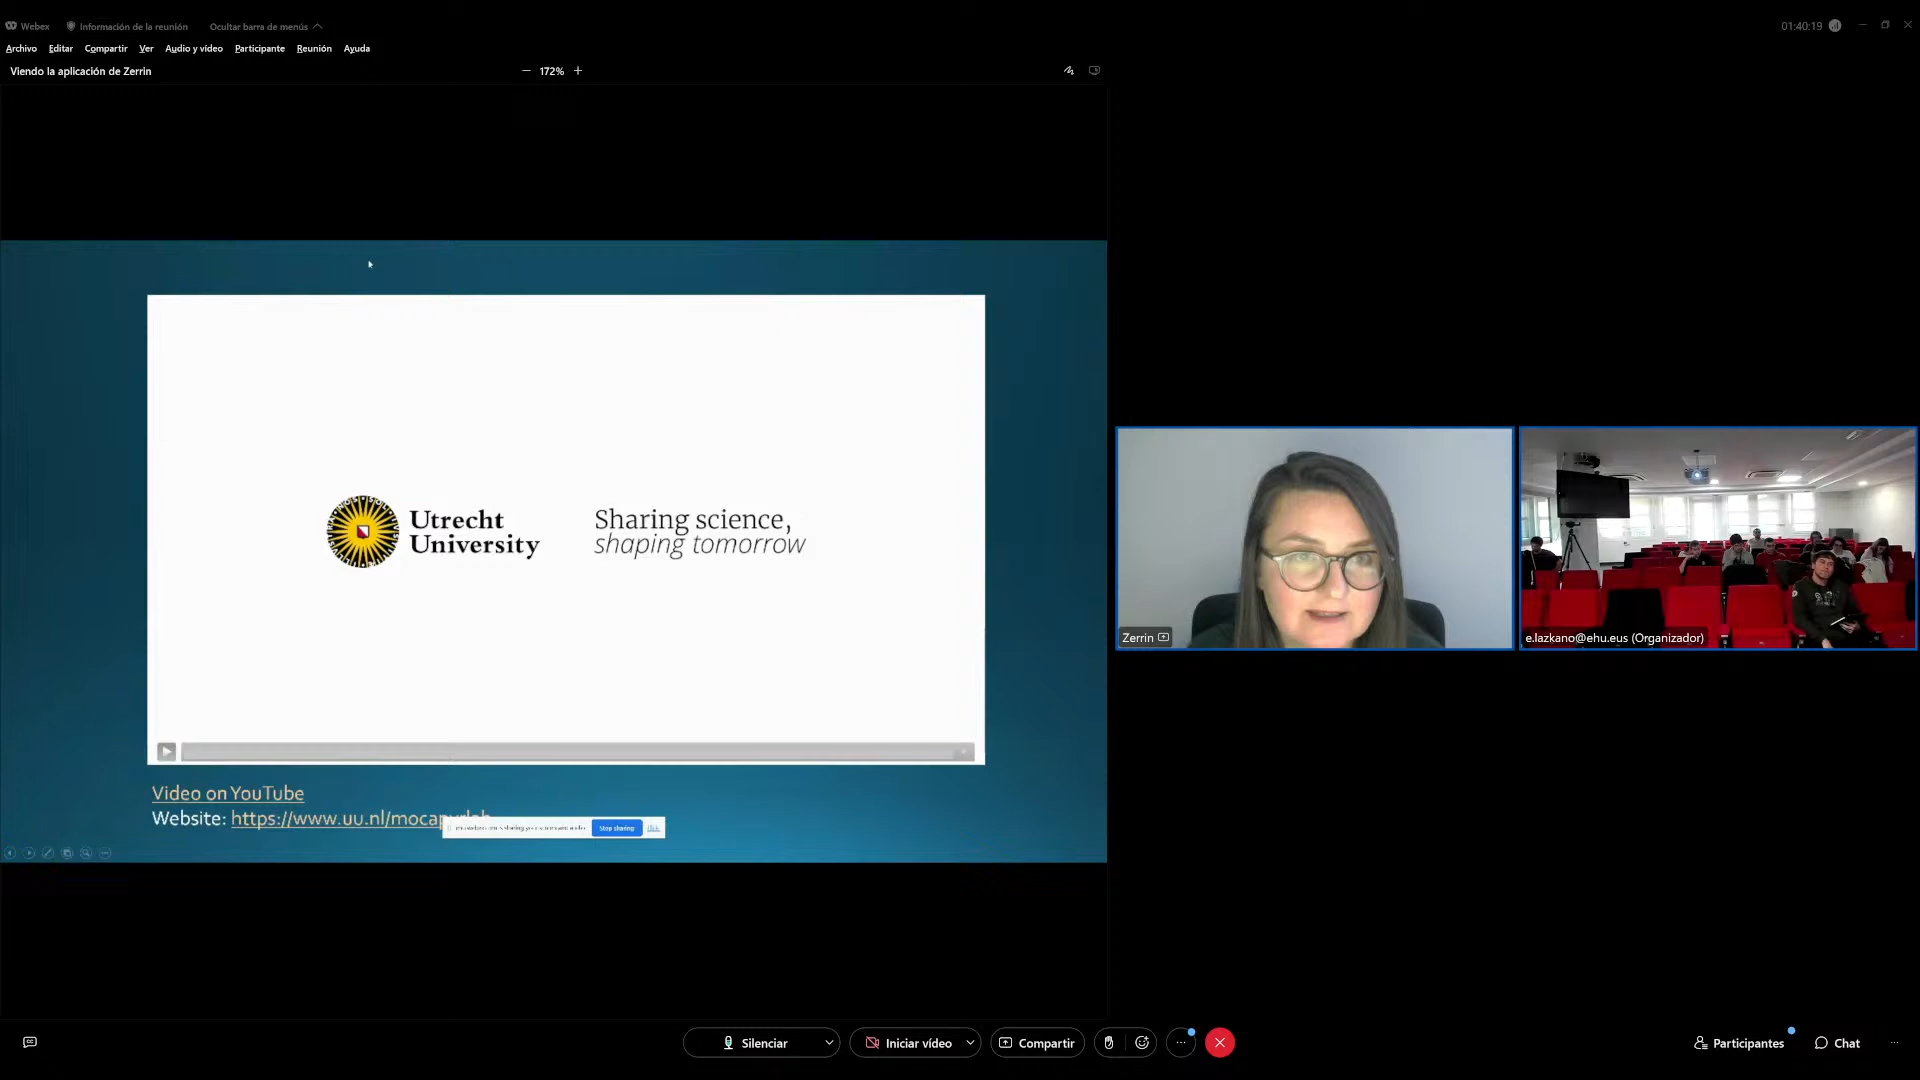 Webex Información de la reunión Ocultar barra de menús 01:40:19
Archivo Editar Compartir Ver Audio y vídeo Participante Reunión Ayuda
Viendo la aplicación de Zerrin 172%
Utrecht
University
Sharing science,
shaping tomorrow
Video on YouTube
Website: https://www.uu.nl/mocapvrlab
Stop sharing Hide
Zerrin
e.lazkano@ehu.eus (Organizador)
Silenciar Iniciar vídeo Compartir Participantes Chat